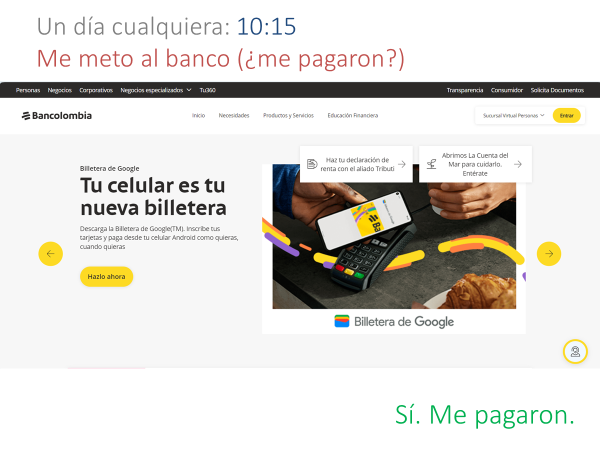 Un día cualquiera: 10:15
Me meto al banco (¿me pagaron?)
Personas Negocios Corporativos Negocios especializados Tu360 Transparencia Consumidor Solicita Documentos
Bancolombia Inicio Necesidades Productos y Servicios Educación Financiera Sucursal Virtual Personas Entrar
Haz tu declaración de
renta con el aliado Tributi
Abrimos La Cuenta del
Mar para cuidarlo.
Entérate
Billetera de Google
Tu celular es tu
nueva billetera
Descarga la Billetera de Google(TM). Inscribe tus
tarjetas y paga desde tu celular Android como quieras,
cuando quieras
Hazlo ahora
Billetera de Google
Sí. Me pagaron.